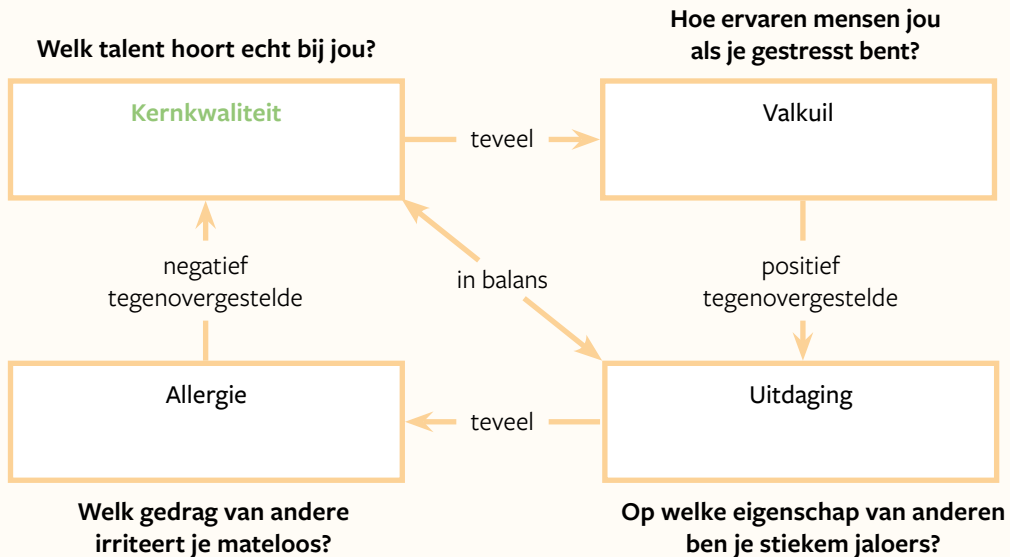 Welk talent hoort echt bij jou?
Hoe ervaren mensen jou
als je gestresst bent?
Kernkwaliteit
teveel
Valkuil
negatief
tegenovergestelde
in balans
positief
tegenovergestelde
Allergie
teveel
Uitdaging
Welk gedrag van andere
irriteert je mateloos?
Op welke eigenschap van anderen
ben je stiekem jaloers?